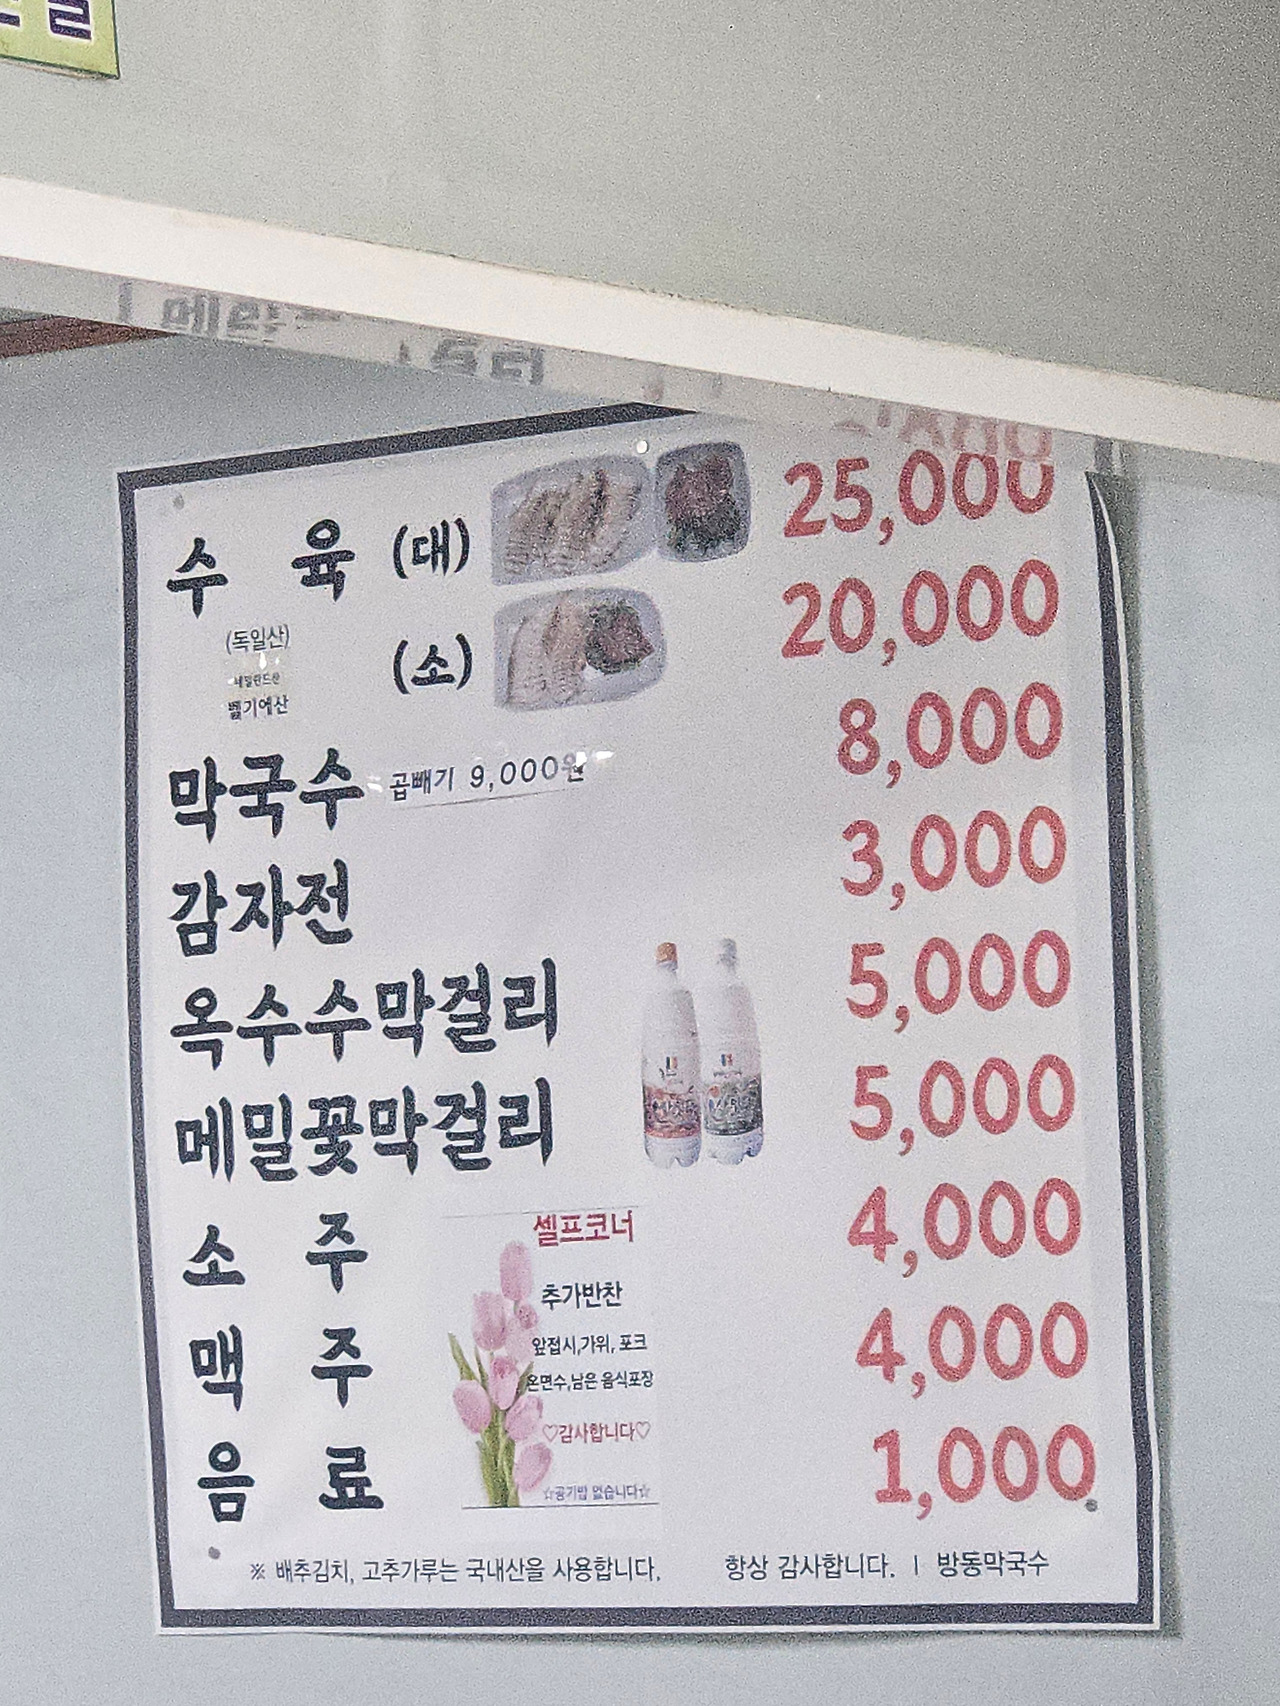 수 육 (대) 25,000
(독일산)
네덜란드산
벨기에산
(소) 20,000
막국수 곱빼기 9,000원 8,000
감자전 3,000
옥수수막걸리 5,000
메밀꽃막걸리 5,000
소 주 4,000
맥 주 4,000
음 료 1,000
셀프코너
추가반찬
앞접시,가위, 포크
온면수,남은 음식포장
♡감사합니다♡
☆공기밥 없습니다☆
※ 배추김치, 고추가루는 국내산을 사용합니다. 항상 감사합니다. | 방동막국수